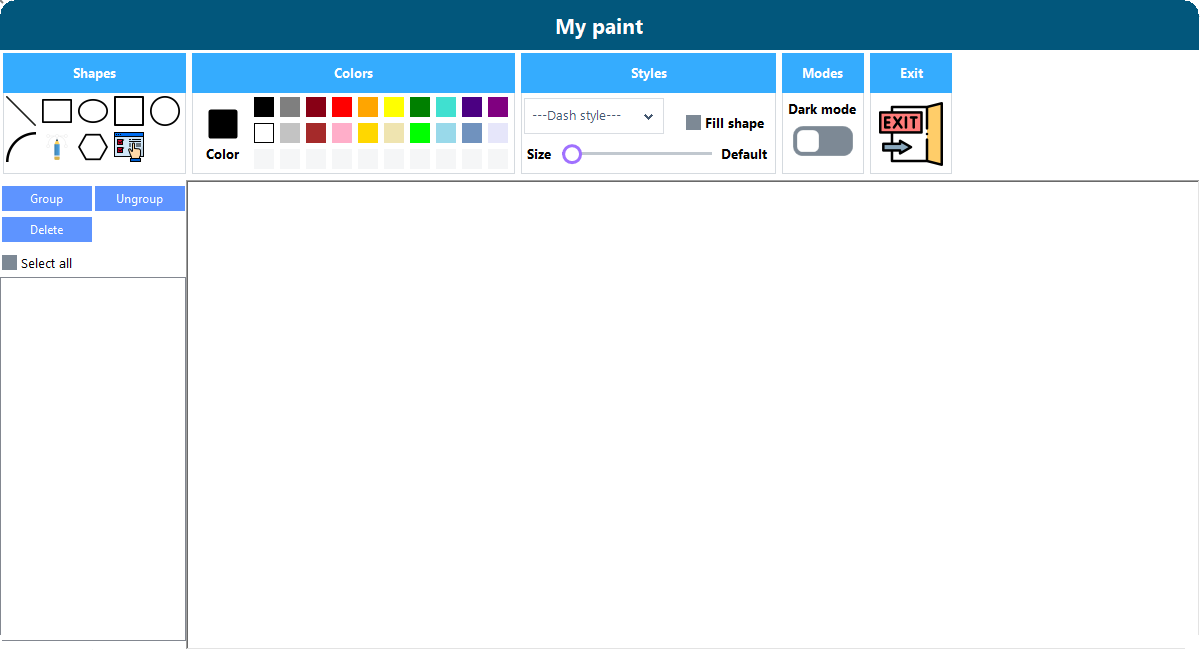 My paint
Shapes
Colors
Styles
Modes
Exit
---Dash style---
Fill shape
Dark mode
EXIT
Color
Size
Default
Group
Ungroup
Delete
Select all